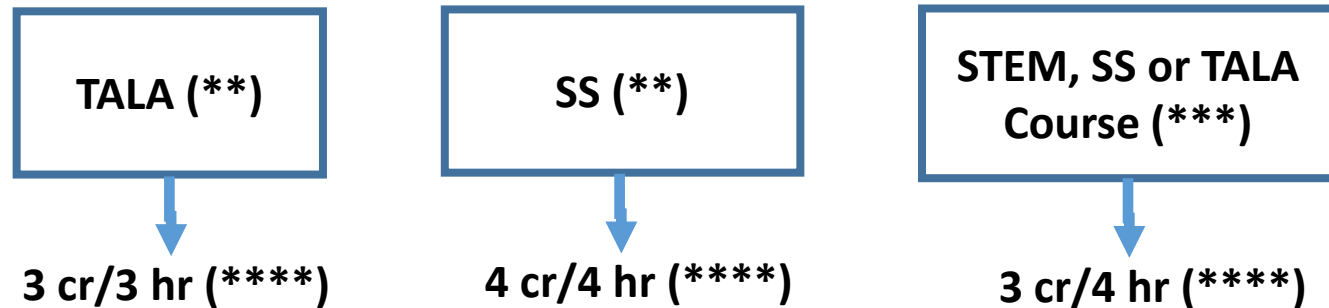 TALA (**)
SS (**)
STEM, SS or TALA
Course (***)
3 cr/3 hr (****)
4 cr/4 hr (****)
3 cr/4 hr (****)